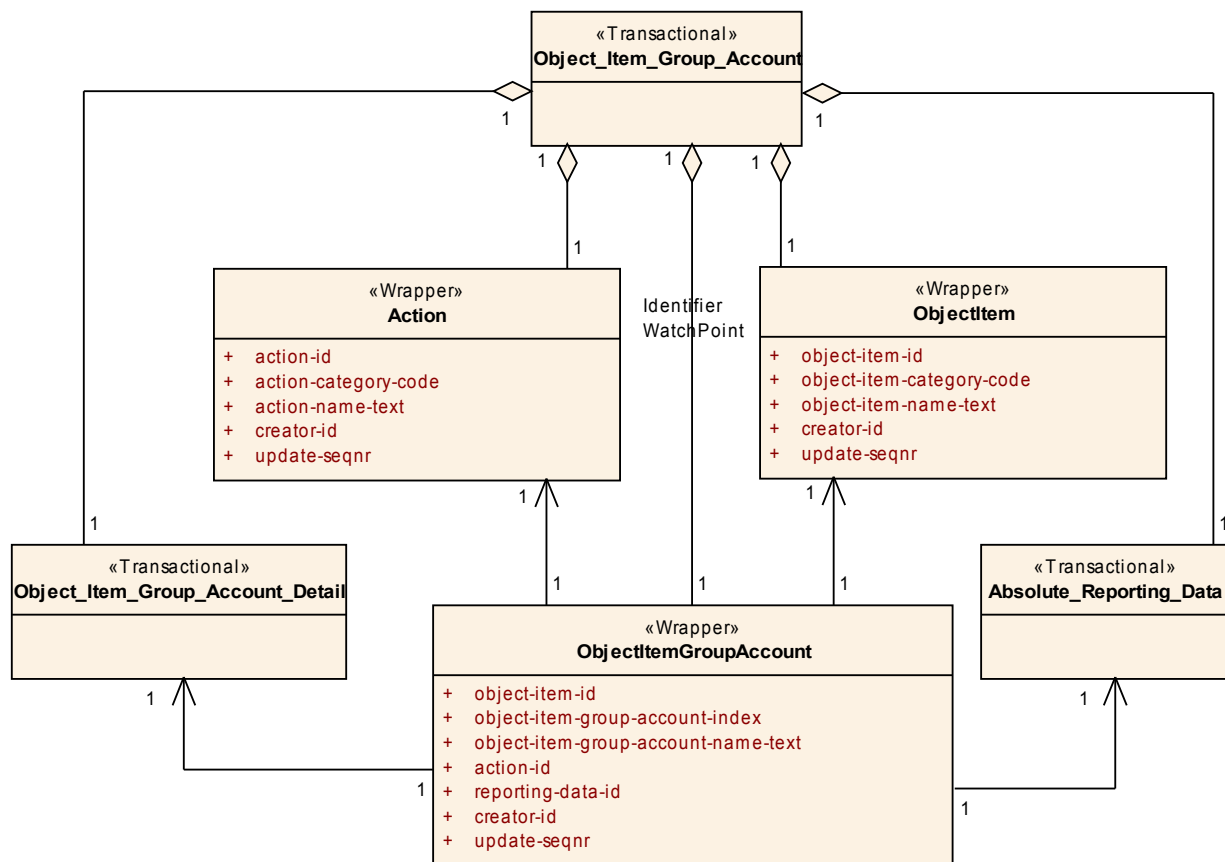 «Transactional»
Object_Item_Group_Account
1
1
1
1
1
1
1
«Wrapper»
Action
+ action-id
+ action-category-code
+ action-name-text
+ creator-id
+ update-seqnr
Identifier
WatchPoint
«Wrapper»
ObjectItem
+ object-item-id
+ object-item-category-code
+ object-item-name-text
+ creator-id
+ update-seqnr
1
1
1
1
«Transactional»
Object_Item_Group_Account_Detail
«Transactional»
Absolute_Reporting_Data
1
1
1
«Wrapper»
ObjectItemGroupAccount
+ object-item-id
+ object-item-group-account-index
+ object-item-group-account-name-text
+ action-id
+ reporting-data-id
+ creator-id
+ update-seqnr
1
1
1
1